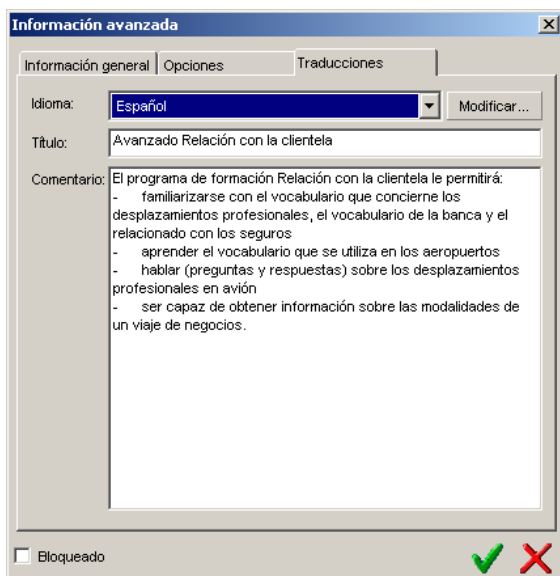 Información avanzada
Información general Opciones Traducciones
Idioma: Español Modificar...
Título: Avanzado Relación con la clientela
Comentario: El programa de formación Relación con la clientela le permitirá:
- familiarizarse con el vocabulario que concierne los
desplazamientos profesionales, el vocabulario de la banca y el
relacionado con los seguros
- aprender el vocabulario que se utiliza en los aeropuertos
- hablar (preguntas y respuestas) sobre los desplazamientos
profesionales en avión
- ser capaz de obtener información sobre las modalidades de
un viaje de negocios.
Bloqueado